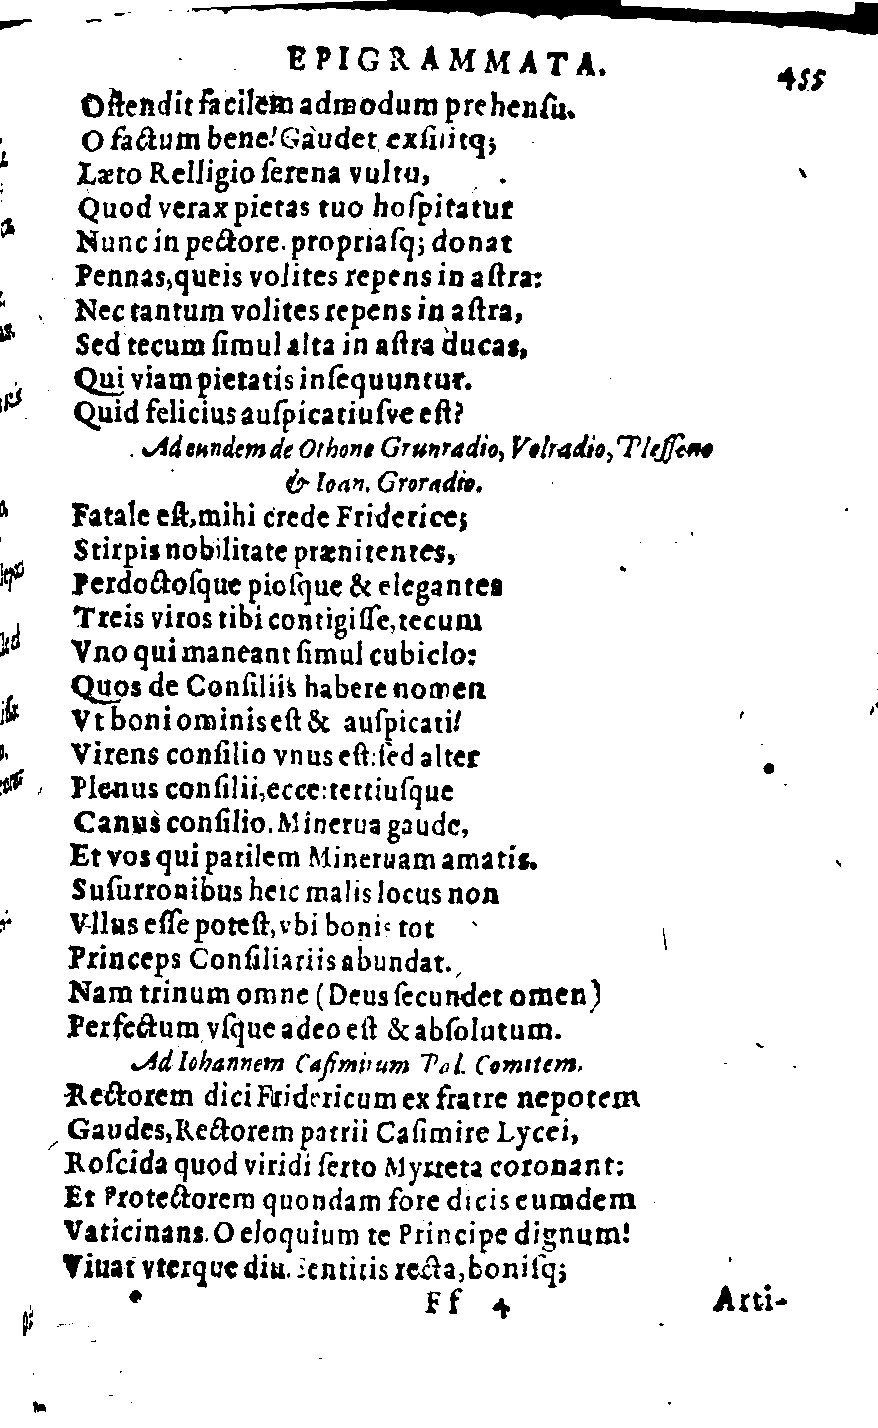 EPIGRAMMATA. 455
Oſtendit facilem admodum prehenſu.
O factum bene! Gaudet exſilitq;
Læto Relligio ſerena vultu,
Quod verax pietas tuo hoſpitatur
Nunc in pectore. propriaſq; donat
Pennas, queis volites repens in aſtra:
Nec tantum volites repens in aſtra,
Sed tecum ſimul alta in aſtra ducas,
Qui viam pietatis inſequuntur.
Quid felicius auſpicatiuſve eſt?
Ad eundem de Othone Grunradio, Volradio, Pleſſeno
& Ioan. Groradio.
Fatale eſt, mihi crede Friderice;
Stirpis nobilitate prænitentes,
Perdoctoſque pioſque & elegantes
Treis viros tibi contigiſſe, tecum
Vno qui maneant ſimul cubiclo:
Quos de Conſiliis habere nomen
Vt boni ominis eſt & auſpicati!
Virens conſilio vnus eſt: ſed alter
Plenus conſilii, ecce: tertiuſque
Canus conſilio. Minerua gaude,
Et vos qui parilem Mineruam amatis.
Suſurronibus heic malis locus non
Vllus eſſe poteſt, vbi bonis tot
Princeps Conſiliariis abundat.
Nam trinum omne (Deus ſecundet omen)
Perfectum vſque adeo eſt & abſolutum.
Ad Iohannem Caſimirum Pal. Comitem.
Rectorem dici Fridericum ex fratre nepotem
Gaudes, Rectorem patrii Caſimire Lycei,
Roſcida quod viridi ſerto Myrteta coronant:
Et Protectorem quondam fore dicis eumdem
Vaticinans. O eloquium te Principe dignum!
Viuat vterque diu. ſentitis recta, boniſq;
Ff 4 Arti-